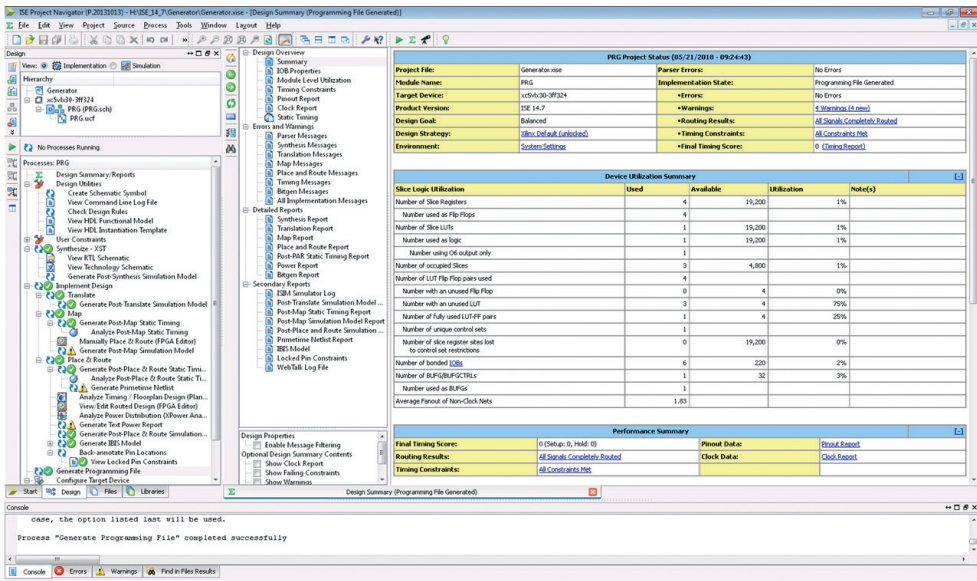 ISE Project Navigator (P.20131013) - H:\ISE_14_7\Generator\Generator.xise - [Design Summary (Programming File Generated)]
File Edit View Project Source Process Tools Window Layout Help
Design
View: Implementation Simulation
Hierarchy
Generator
xc5vlx30-3ff324
PRG (PRG.sch)
PRG.ucf
No Processes Running
Processes: PRG
Design Summary/Reports
Design Utilities
Create Schematic Symbol
View Command Line Log File
Check Design Rules
View HDL Functional Model
View HDL Instantiation Template
User Constraints
Synthesize - XST
View RTL Schematic
View Technology Schematic
Generate Post-Synthesis Simulation Model
Implement Design
Translate
Generate Post-Translate Simulation Model
Map
Generate Post-Map Static Timing
Analyze Post-Map Static Timing
Manually Place & Route (FPGA Editor)
Generate Post-Map Simulation Model
Place & Route
Generate Post-Place & Route Static Timi...
Analyze Post-Place & Route Static Ti...
Generate Primetime Netlist
Analyze Timing / Floorplan Design (Plan...
View/Edit Routed Design (FPGA Editor)
Analyze Power Distribution (XPower Ana...
Generate Text Power Report
Generate Post-Place & Route Simulation...
Generate IBIS Model
Back-annotate Pin Locations
View Locked Pin Constraints
Generate Programming File
Configure Target Device
Start Design Files Libraries
Design Overview
Summary
IOB Properties
Module Level Utilization
Timing Constraints
Pinout Report
Clock Report
Static Timing
Errors and Warnings
Parser Messages
Synthesis Messages
Translation Messages
Map Messages
Place and Route Messages
Timing Messages
Bitgen Messages
All Implementation Messages
Detailed Reports
Synthesis Report
Translation Report
Map Report
Place and Route Report
Post-PAR Static Timing Report
Power Report
Bitgen Report
Secondary Reports
ISIM Simulator Log
Post-Translate Simulation Model ...
Post-Map Static Timing Report
Post-Map Simulation Model Report
Post-Place and Route Simulation ...
Primetime Netlist Report
IBIS Model
Locked Pin Constraints
WebTalk Log File
Design Properties
Enable Message Filtering
Optional Design Summary Contents
Show Clock Report
Show Failing Constraints
Show Warnings
PRG Project Status (05/21/2018 - 09:24:43)
Project File: Generator.xise Parser Errors: No Errors
Module Name: PRG Implementation State: Programming File Generated
Target Device: xc5vlx30-3ff324 •Errors: No Errors
Product Version: ISE 14.7 •Warnings: 4 Warnings (4 new)
Design Goal: Balanced •Routing Results: All Signals Completely Routed
Design Strategy: Xilinx Default (unlocked) •Timing Constraints: All Constraints Met
Environment: System Settings •Final Timing Score: 0 (Timing Report)
Device Utilization Summary [-]
Slice Logic Utilization Used Available Utilization Note(s)
Number of Slice Registers 4 19,200 1%
Number used as Flip Flops 4
Number of Slice LUTs 1 19,200 1%
Number used as logic 1 19,200 1%
Number using O6 output only 1
Number of occupied Slices 3 4,800 1%
Number of LUT Flip Flop pairs used 4
Number with an unused Flip Flop 0 4 0%
Number with an unused LUT 3 4 75%
Number of fully used LUT-FF pairs 1 4 25%
Number of unique control sets 1
Number of slice register sites lost
to control set restrictions 0 19,200 0%
Number of bonded IOBs 6 220 2%
Number of BUFG/BUFGCTRLs 1 32 3%
Number used as BUFGs 1
Average Fanout of Non-Clock Nets 1.83
Performance Summary [-]
Final Timing Score: 0 (Setup: 0, Hold: 0) Pinout Data: Pinout Report
Routing Results: All Signals Completely Routed Clock Data: Clock Report
Timing Constraints: All Constraints Met
Design Summary (Programming File Generated)
Console
case, the option listed last will be used.
Process "Generate Programming File" completed successfully
Console Errors Warnings Find in Files Results